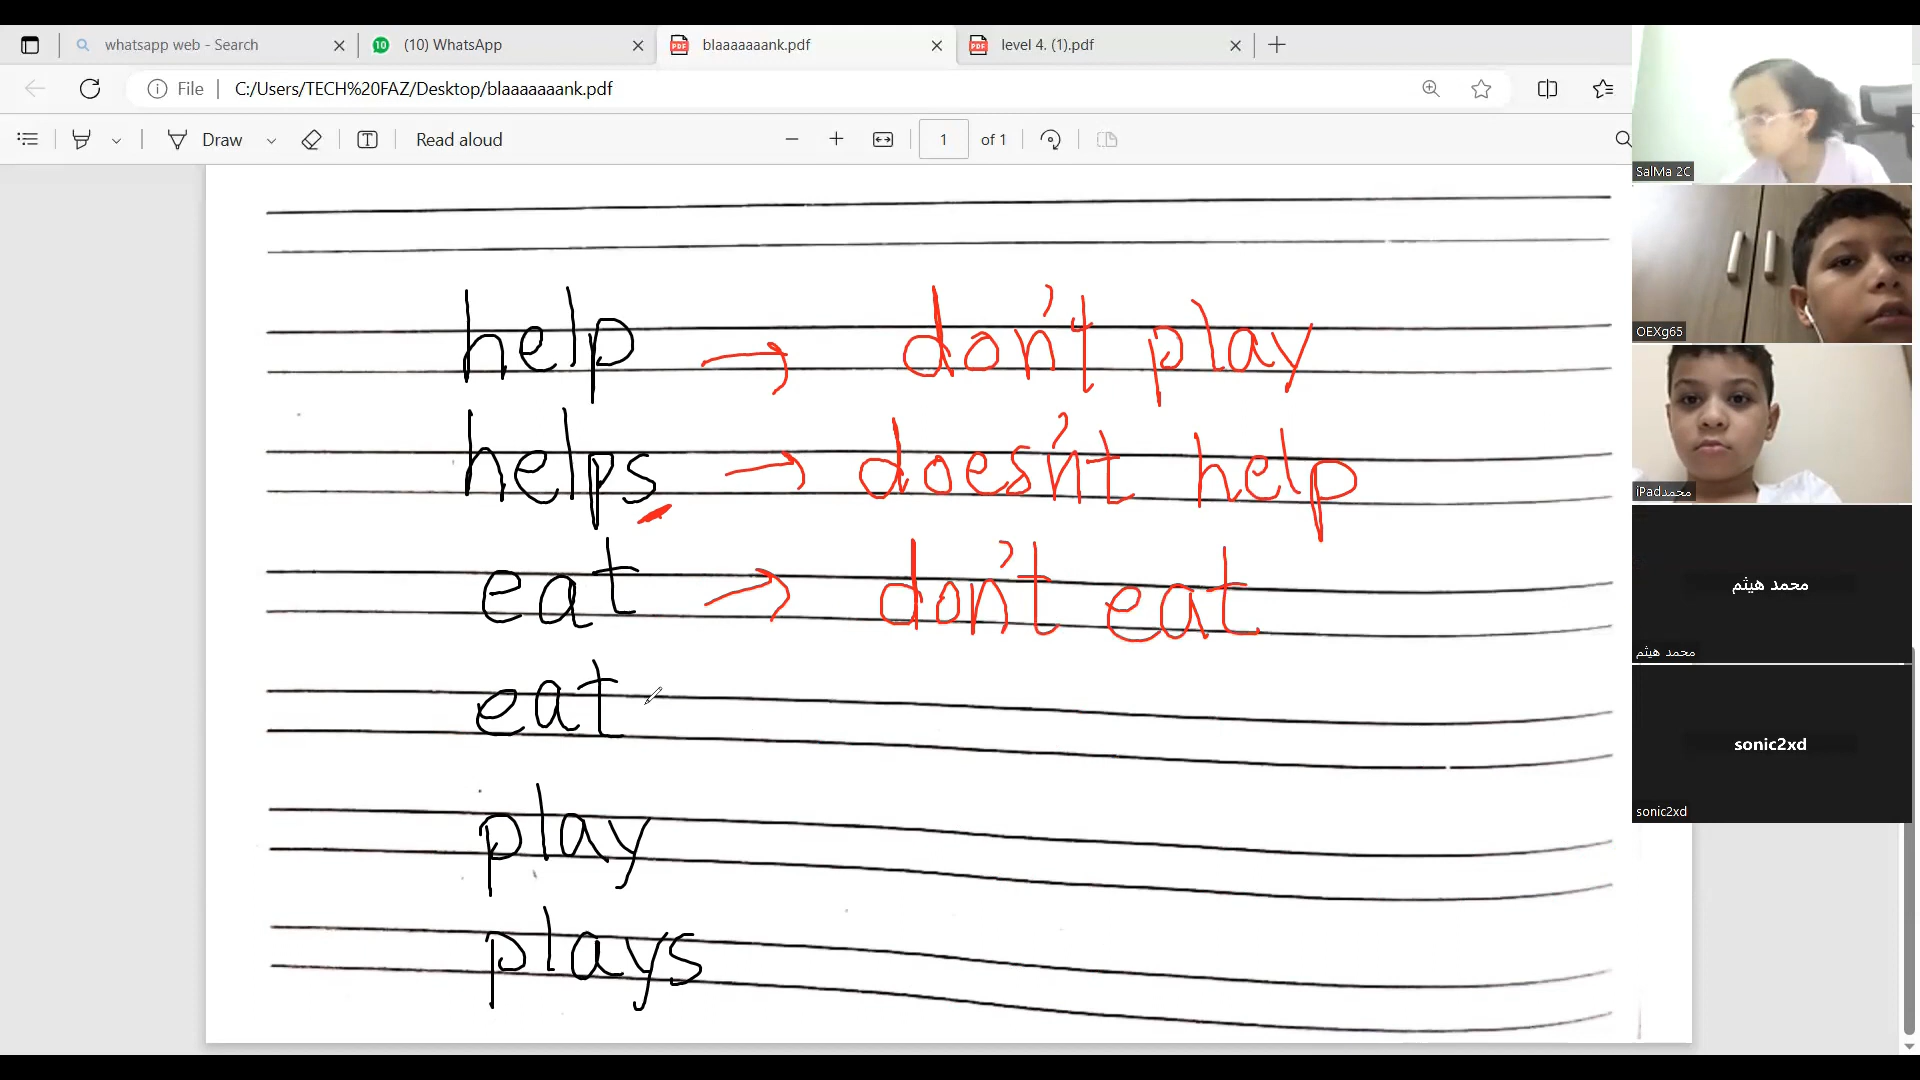 whatsapp web - Search
(10) WhatsApp
blaaaaaaank.pdf
level 4. (1).pdf
File
C:/Users/TECH%20FAZ/Desktop/blaaaaaaank.pdf
Draw
Read aloud
1 of 1
help → don't play
helps → doesn't help
eat → don't eat
eat
play
plays
SalMa 2C
OEXg65
iPadمحمد
محمد هيثم
محمد هيثم
sonic2xd
sonic2xd